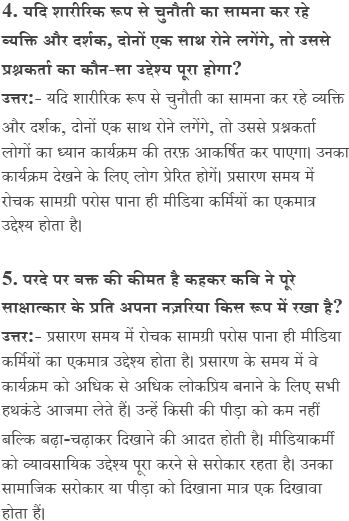 4. यदि शारीरिक रूप से चुनौती का सामना कर रहे
व्यक्ति और दर्शक, दोनों एक साथ रोने लगेंगे, तो उससे
प्रश्नकर्ता का कौन-सा उद्देश्य पूरा होगा?
उत्तर:- यदि शारीरिक रूप से चुनौती का सामना कर रहे व्यक्ति
और दर्शक, दोनों एक साथ रोने लगेंगे, तो उससे प्रश्नकर्ता
लोगों का ध्यान कार्यक्रम की तरफ़ आकर्षित कर पाएगा। उनका
कार्यक्रम देखने के लिए लोग प्रेरित होगें। प्रसारण समय में
रोचक सामग्री परोस पाना ही मीडिया कर्मियों का एकमात्र
उद्देश्य होता है।
5. परदे पर वक्त की कीमत है कहकर कवि ने पूरे
साक्षात्कार के प्रति अपना नज़रिया किस रूप में रखा है?
उत्तर:- प्रसारण समय में रोचक सामग्री परोस पाना ही मीडिया
कर्मियों का एकमात्र उद्देश्य होता है। प्रसारण के समय में वे
कार्यक्रम को अधिक से अधिक लोकप्रिय बनाने के लिए सभी
हथकंडे आजमा लेते हैं। उन्हें किसी की पीड़ा को कम नहीं
बल्कि बढ़ा-चढ़ाकर दिखाने की आदत होती है। मीडियाकर्मी
को व्यावसायिक उद्देश्य पूरा करने से सरोकार रहता है। उनका
सामाजिक सरोकार या पीड़ा को दिखाना मात्र एक दिखावा
होता हैं।